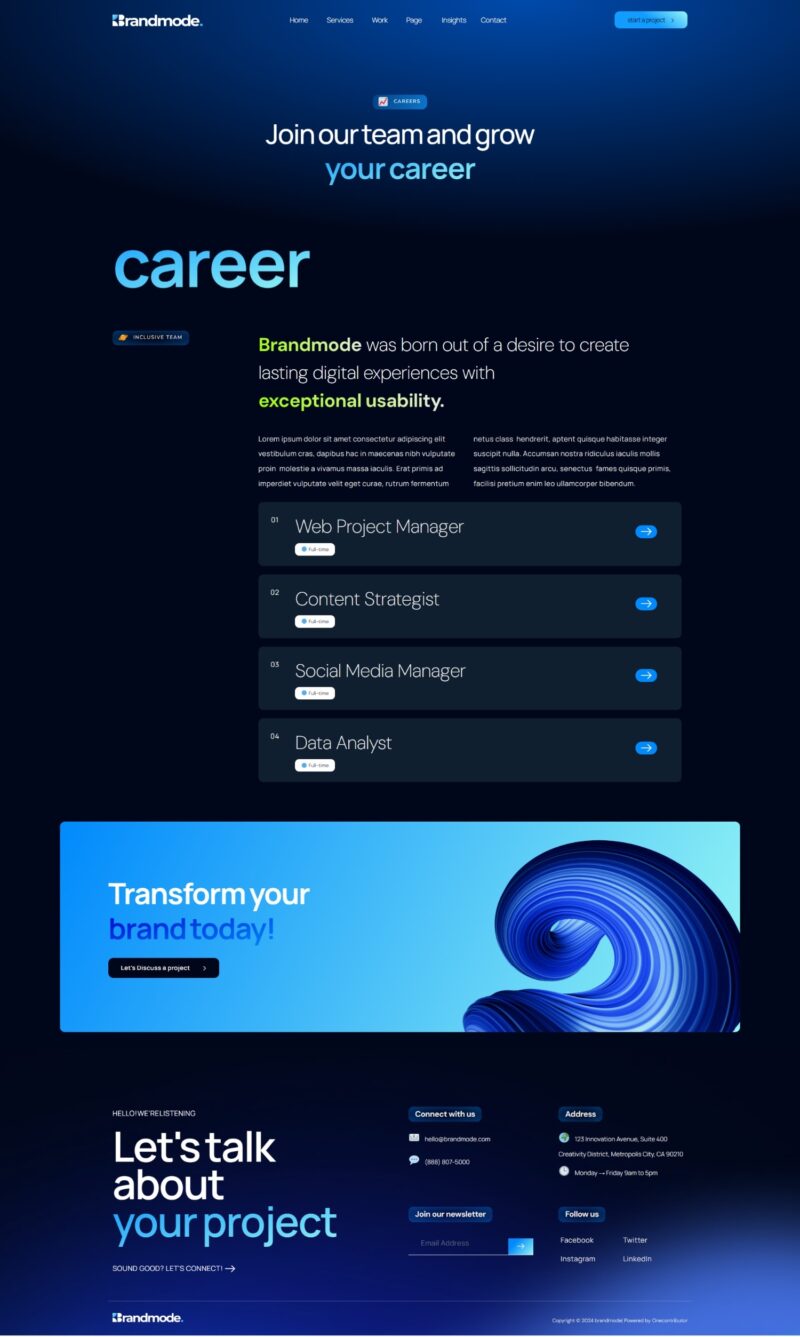 Brandmode.
Home Services Work Page Insights Contact
start a project
CAREERS
Join our team and grow
your career
career
INCLUSIVE TEAM
Brandmode was born out of a desire to create
lasting digital experiences with
exceptional usability.
Lorem ipsum dolor sit amet consectetur adipiscing elit
vestibulum cras, dapibus hac in maecenas nibh vulputate
proin molestie a vivamus massa iaculis. Erat primis ad
imperdiet vulputate velit eget curae, rutrum fermentum
netus class hendrerit, aptent quisque habitasse integer
suscipit nulla. Accumsan nostra ridiculus iaculis mollis
sagittis sollicitudin arcu, senectus fames quisque primis,
facilisi pretium enim leo ullamcorper bibendum.
01
Web Project Manager
Full-time
02
Content Strategist
Full-time
03
Social Media Manager
Full-time
04
Data Analyst
Full-time
Transform your
brand today!
Let's Discuss a project
HELLO!WE'RELISTENING
Let's talk
about
your project
SOUND GOOD? LET'S CONNECT!
Connect with us
hello@brandmode.com
(888) 807-5000
Address
123 Innovation Avenue, Suite 400
Creativity District, Metropolis City, CA 90210
Monday → Friday 9am to 5pm
Join our newsletter
Email Address
Follow us
Facebook Twitter
Instagram LinkedIn
Brandmode.
Copyright © 2024 brandmode| Powered by Onecontributor